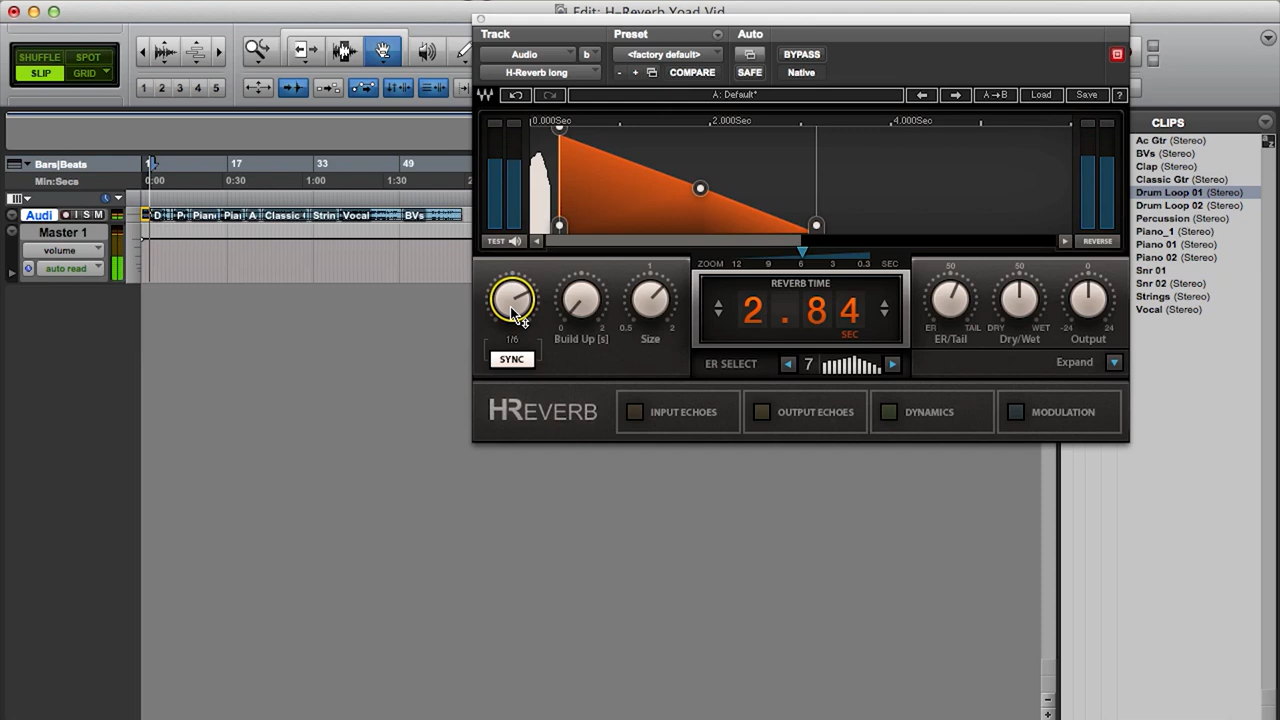 Edit: H-Reverb Yoad Vid
Track
Preset
Auto
SHUFFLE
SPOT
SLIP
GRID
Audio
b
<factory default>
BYPASS
H-Reverb long
- +
COMPARE
SAFE
Native
1 2 3 4 5
A: Default*
A→B
Load
Save
?
CLIPS
0.000Sec
2.000Sec
4.000Sec
Bars|Beats
17
33
49
Min:Secs
0:00
0:30
1:00
1:30
Audi
I S M
D
Piano
Pia
A
Classic
Strin
Vocal
BVs
Master 1
volume
auto read
TEST
REVERSE
ZOOM 12 9 6 3 0.3 SEC
REVERB TIME
2.84
SEC
1/6
SYNC
0 2
Build Up [s]
1
0.5 2
Size
50
ER TAIL
ER/Tail
50
DRY WET
Dry/Wet
0
-24 24
Output
ER SELECT
7
Expand
HREVERB
INPUT ECHOES
OUTPUT ECHOES
DYNAMICS
MODULATION
Ac Gtr (Stereo)
BVs (Stereo)
Clap (Stereo)
Classic Gtr (Stereo)
Drum Loop 01 (Stereo)
Drum Loop 02 (Stereo)
Percussion (Stereo)
Piano_1 (Stereo)
Piano 01 (Stereo)
Piano 02 (Stereo)
Snr 01
Snr 02 (Stereo)
Strings (Stereo)
Vocal (Stereo)